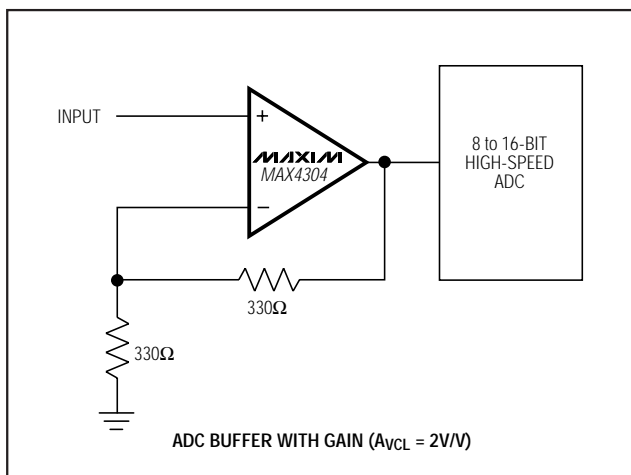 INPUT
+
MAXIM
MAX4304
−
8 to 16-BIT
HIGH-SPEED
ADC
330Ω
330Ω
ADC BUFFER WITH GAIN (AVCL = 2V/V)